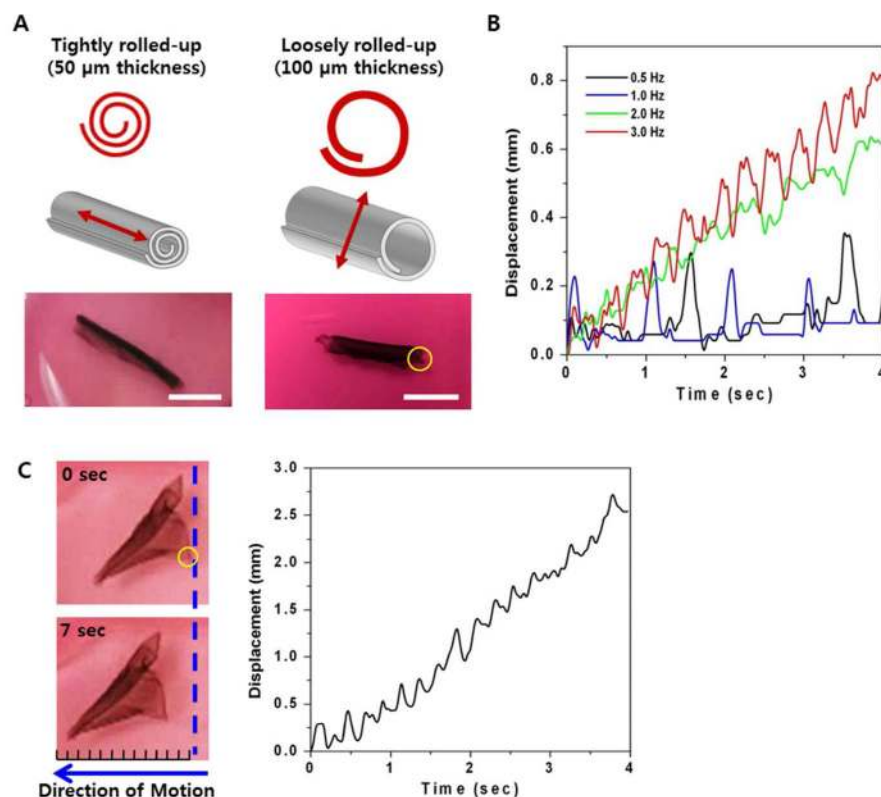 A
Tightly rolled-up
(50 μm thickness)
Loosely rolled-up
(100 μm thickness)
B
0.5 Hz
1.0 Hz
2.0 Hz
3.0 Hz
Displacement (mm)
0.8
0.6
0.4
0.2
0.0
0
1
2
3
4
Time (sec)
C
0 sec
7 sec
Direction of Motion
Displacement (mm)
3.0
2.5
2.0
1.5
1.0
0.5
0.0
0
1
2
3
4
Time (sec)